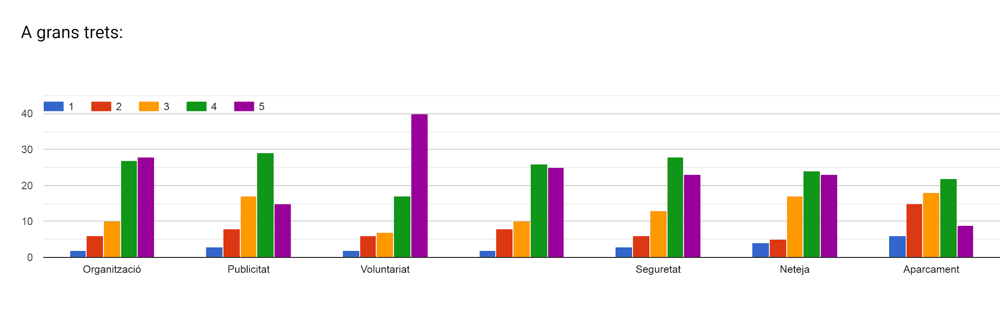 A grans trets:
1 2 3 4 5
40
30
20
10
0
Organització Publicitat Voluntariat Seguretat Neteja Aparcament